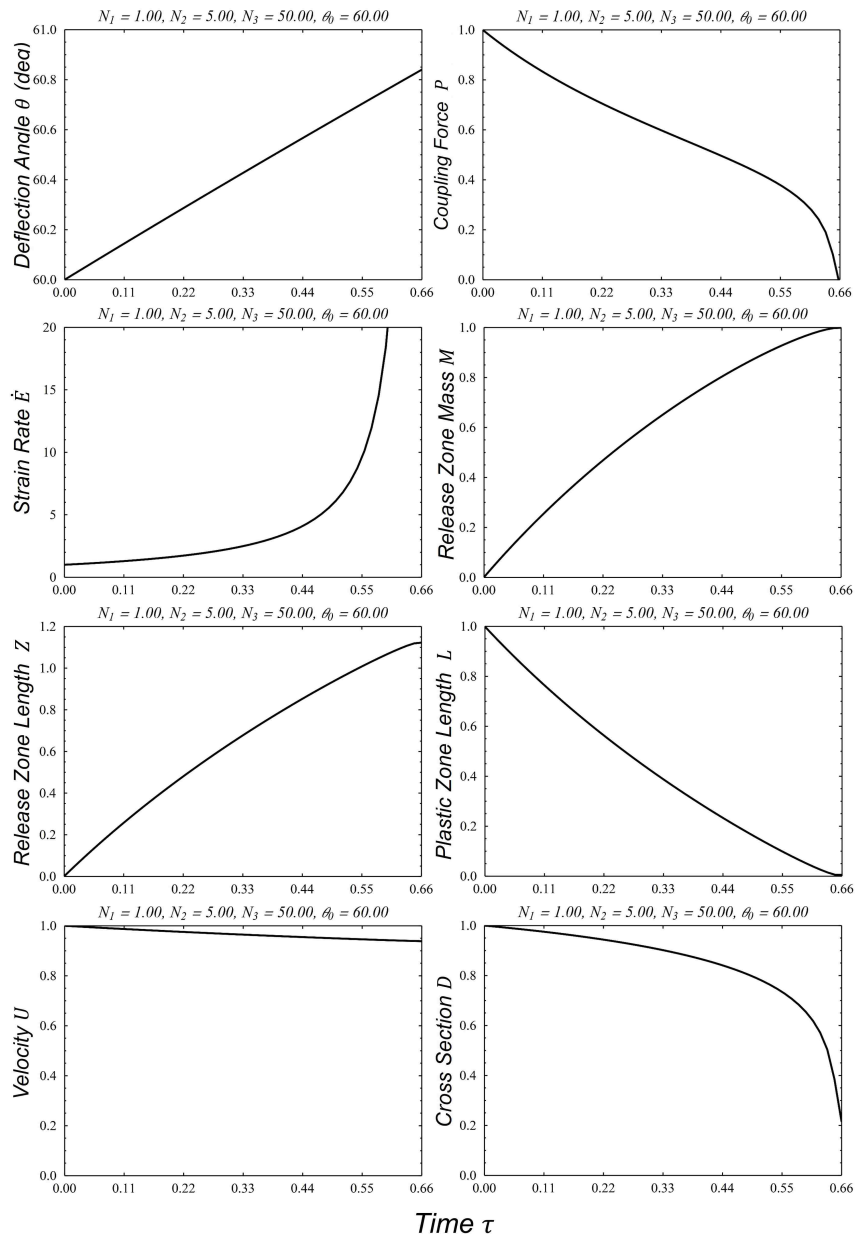 N₁ = 1.00, N₂ = 5.00, N₃ = 50.00, θ₀ = 60.00
Deflection Angle θ (dea)
61.0
60.8
60.6
60.4
60.2
60.0
0.00 0.11 0.22 0.33 0.44 0.55 0.66
N₁ = 1.00, N₂ = 5.00, N₃ = 50.00, θ₀ = 60.00
Coupling Force P
1.0
0.8
0.6
0.4
0.2
0.0
0.00 0.11 0.22 0.33 0.44 0.55 0.66
N₁ = 1.00, N₂ = 5.00, N₃ = 50.00, θ₀ = 60.00
Strain Rate Ė
20
15
10
5
0
0.00 0.11 0.22 0.33 0.44 0.55 0.66
N₁ = 1.00, N₂ = 5.00, N₃ = 50.00, θ₀ = 60.00
Release Zone Mass M
1.0
0.8
0.6
0.4
0.2
0.0
0.00 0.11 0.22 0.33 0.44 0.55 0.66
N₁ = 1.00, N₂ = 5.00, N₃ = 50.00, θ₀ = 60.00
Release Zone Length Z
1.2
1.0
0.8
0.6
0.4
0.2
0.0
0.00 0.11 0.22 0.33 0.44 0.55 0.66
N₁ = 1.00, N₂ = 5.00, N₃ = 50.00, θ₀ = 60.00
Plastic Zone Length L
1.0
0.8
0.6
0.4
0.2
0.0
0.00 0.11 0.22 0.33 0.44 0.55 0.66
N₁ = 1.00, N₂ = 5.00, N₃ = 50.00, θ₀ = 60.00
Velocity U
1.0
0.8
0.6
0.4
0.2
0.0
0.00 0.11 0.22 0.33 0.44 0.55 0.66
N₁ = 1.00, N₂ = 5.00, N₃ = 50.00, θ₀ = 60.00
Cross Section D
1.0
0.8
0.6
0.4
0.2
0.0
0.00 0.11 0.22 0.33 0.44 0.55 0.66
Time τ